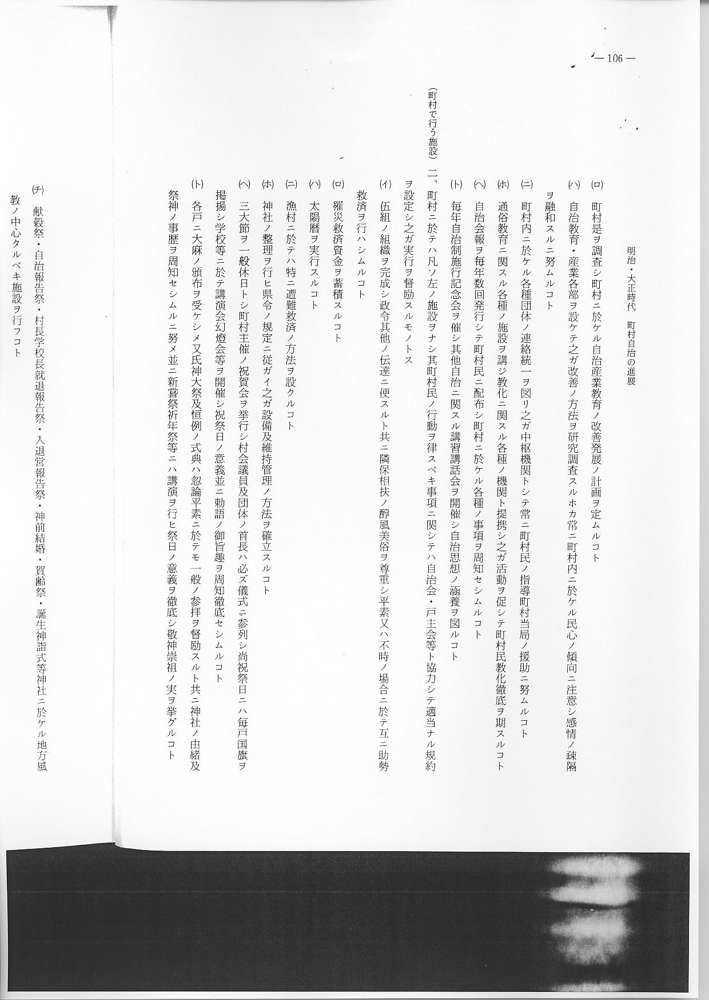 — 106 —
明治・大正時代　町村自治の進展
(ロ)　町村是ヲ調査シ町村ニ於ケル自治産業教育ノ改善発展ノ計画ヲ定ムルコト
(ハ)　自治教育・産業各部ヲ設ケテ之ガ改善ノ方法ヲ研究調査スルホカ常ニ町村内ニ於ケル民心ノ傾向ニ注意シ感情ノ疎隔
ヲ融和スルニ努ムルコト
(ニ)　町村内ニ於ケル各種団体ノ連絡統一ヲ図リ之ガ中枢機関トシテ常ニ町村民ノ指導町村当局ノ援助ニ努ムルコト
(ホ)　通俗教育ニ関スル各種ノ施設ヲ講ジ教化ニ関スル各種ノ機関ト提携シ之ガ活動ヲ促シテ町村民教化徹底ヲ期スルコト
(ヘ)　自治会報ヲ毎年数回発行シテ町村民ニ配布シ町村ニ於ケル各種ノ事項ヲ周知セシムルコト
(ト)　毎年自治制施行記念会ヲ催シ其他自治ニ関スル講習講話会ヲ開催シ自治思想ノ涵養ヲ図ルコト
（町村で行う施設）二、町村ニ於テハ凡ソ左ノ施設ヲナシ其町村民ノ行動ヲ律スベキ事項ニ関シテハ自治会・戸主会等ト協力シテ適当ナル規約
ヲ設定シ之ガ実行ヲ督励スルモノトス
(イ)　伍組ノ組織ヲ完成シ政令其他ノ伝達ニ便スルト共ニ隣保相扶ノ醇風美俗ヲ尊重シ平素又ハ不時ノ場合ニ於テ互ニ助勢
救済ヲ行ハシムルコト
(ロ)　罹災救済資金ヲ蓄積スルコト
(ハ)　太陽暦ヲ実行スルコト
(ニ)　漁村ニ於テハ特ニ遭難救済ノ方法ヲ設クルコト
(ホ)　神社ノ整理ヲ行ヒ県令ノ規定ニ従ガイ之ガ設備及維持管理ノ方法ヲ確立スルコト
(ヘ)　三大節ヲ一般休日トシ町村主催ノ祝賀会ヲ挙行シ村会議員及団体ノ首長ハ必ズ儀式ニ参列シ尚祝祭日ニハ毎戸国旗ヲ
掲揚シ学校等ニ於テ講演会幻燈会等ヲ開催シ祝祭日ノ意義並ニ勅語ノ御旨趣ヲ周知徹底セシムルコト
(ト)　各戸ニ大麻ノ頒布ヲ受ケシメ又氏神大祭及恒例ノ式典ハ忽論平素ニ於テモ一般ノ参拝ヲ督励スルト共ニ神社ノ由緒及
祭神ノ事歴ヲ周知セシムルニ努メ並ニ新嘗祭祈年祭等ニハ講演ヲ行ヒ祭日ノ意義ヲ徹底シ敬神崇祖ノ実ヲ挙グルコト
(チ)　献穀祭・自治報告祭・村長学校長就退報告祭・入退営報告祭・神前結婚・賀齢祭・誕生神詣式等神社ニ於ケル地方風
教ノ中心タルベキ施設ヲ行フコト